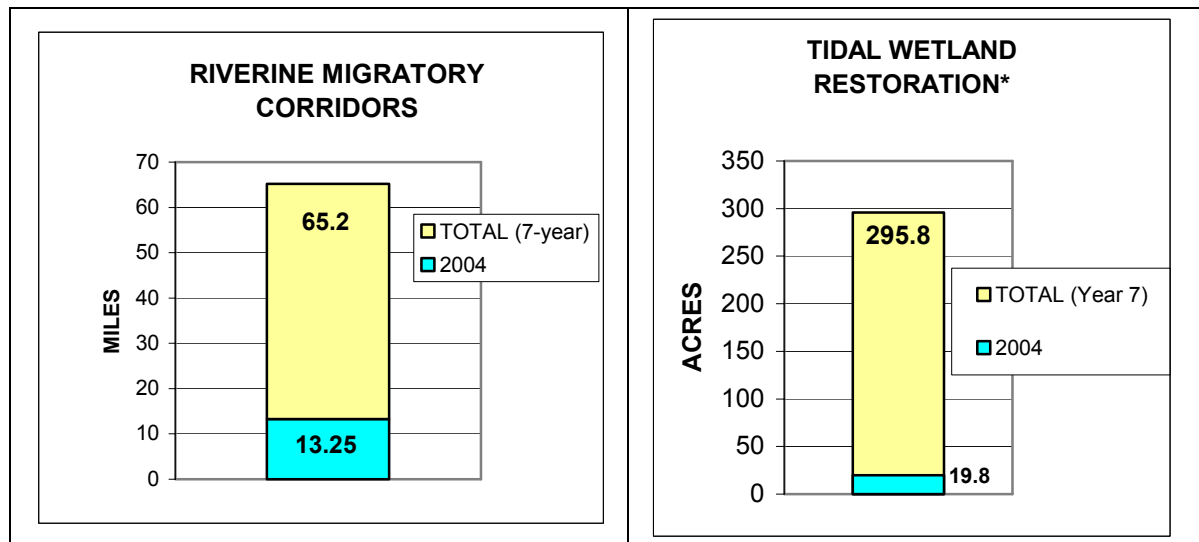 RIVERINE MIGRATORY
CORRIDORS
70
60
50
40
30
20
10
0
MILES
65.2
13.25
TOTAL (7-year)
2004
TIDAL WETLAND
RESTORATION*
350
300
250
200
150
100
50
0
ACRES
295.8
19.8
TOTAL (Year 7)
2004